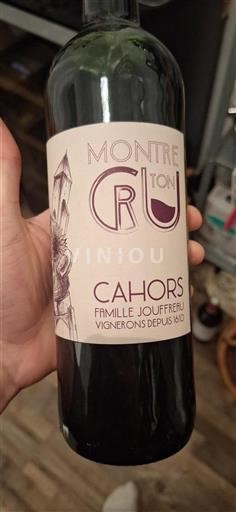 MONTRE
TON
CRU
VINIOU
CAHORS
FAMILLE JOUFFREAU
VIGNERONS DEPUIS 1610